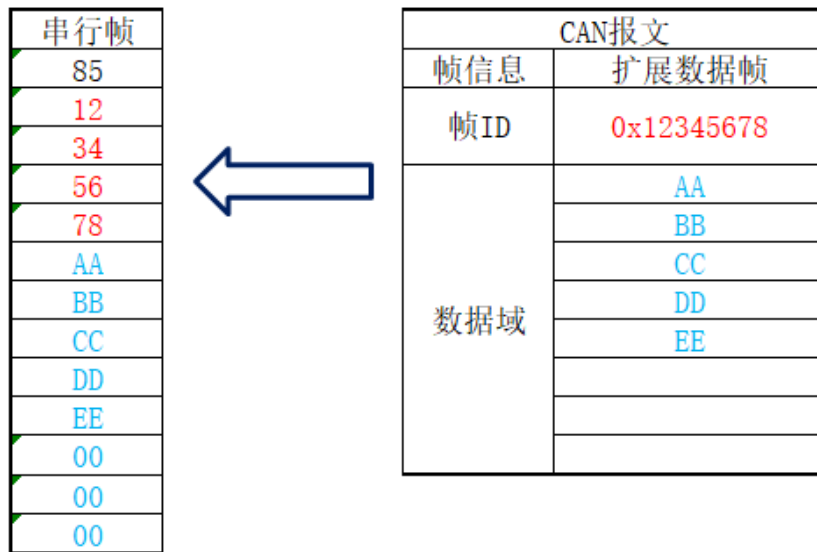 串行帧
85
12
34
56
78
AA
BB
CC
DD
EE
00
00
00
CAN报文
帧信息 扩展数据帧
帧ID 0x12345678
数据域
AA
BB
CC
DD
EE